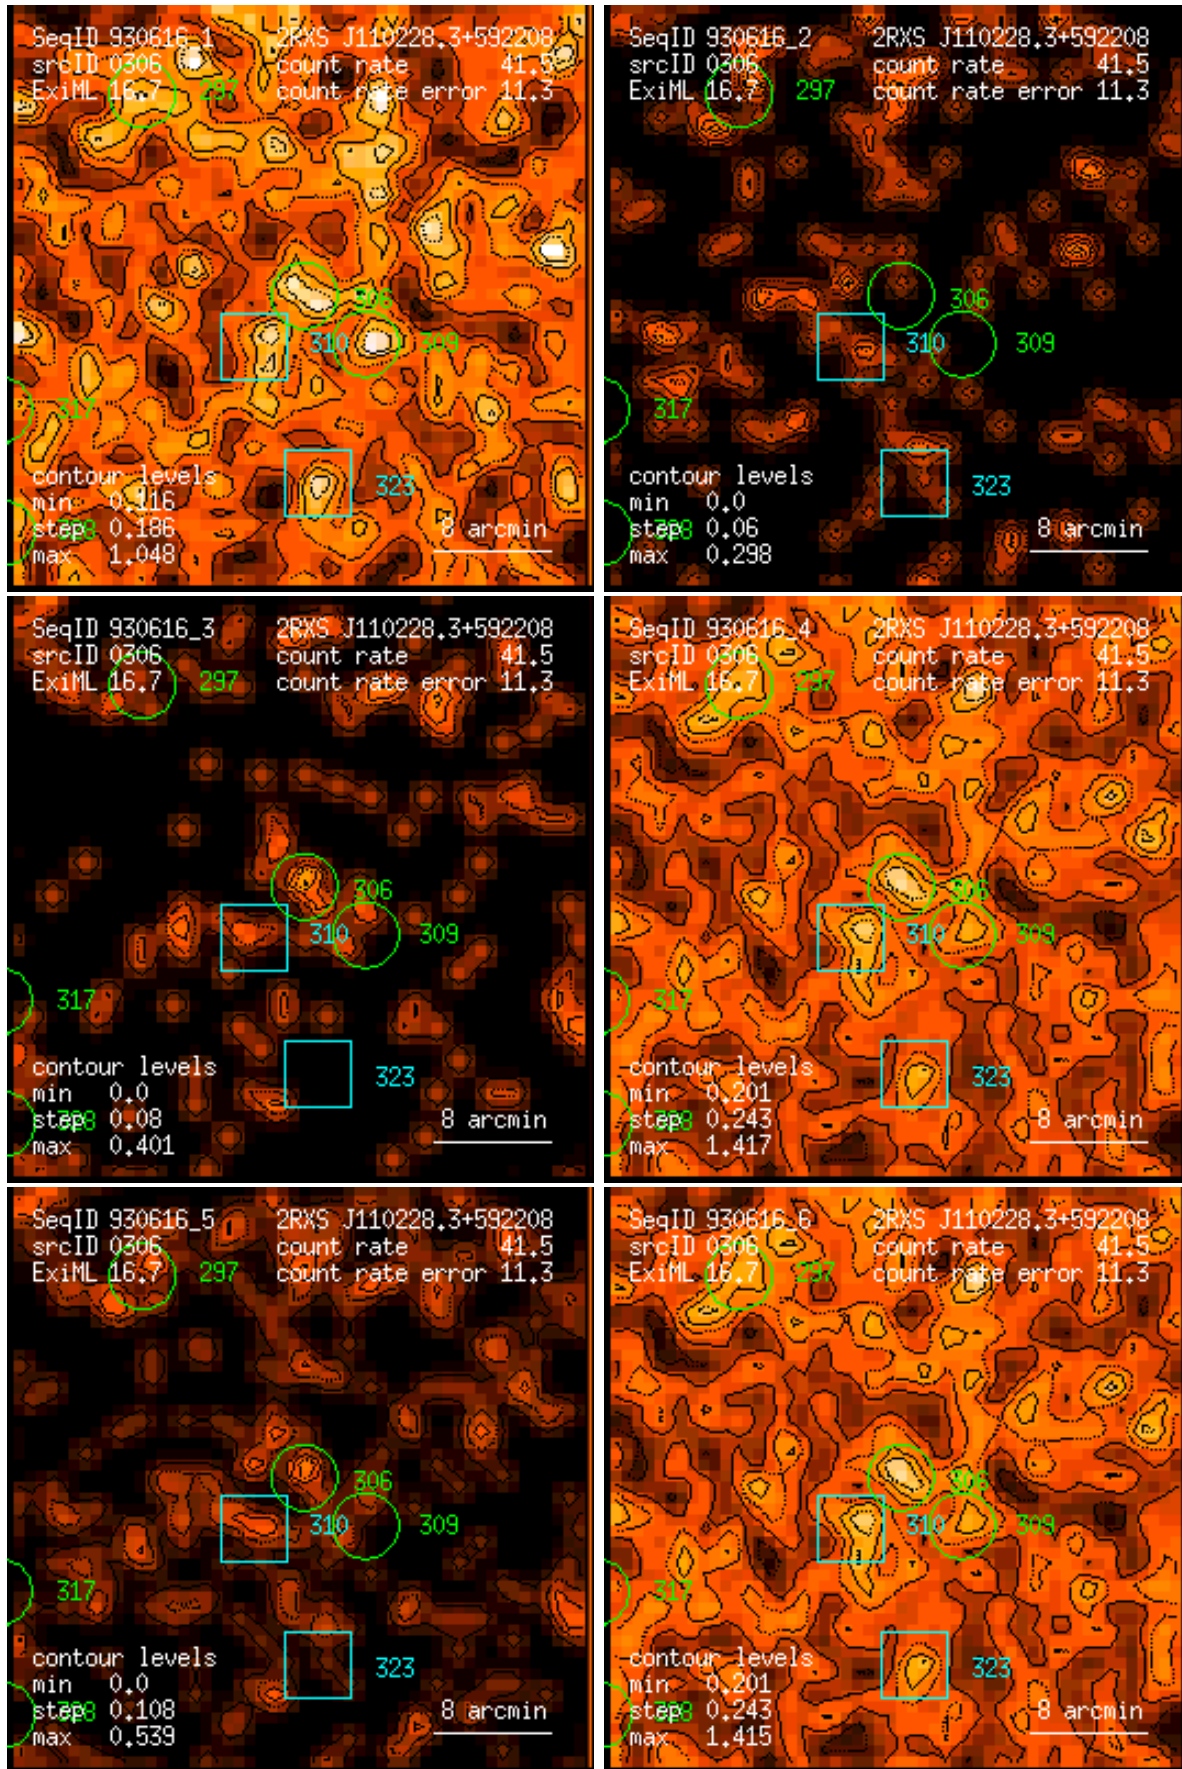 SeqID 930616_1 2RXS J110228.3+592208
srcID 0306 count rate 41.5
ExiML 16.7 297 count rate error 11.3
306
310 309
317
contour levels
min 0.116 323
step 0.186 328 8 arcmin
max 1.048
SeqID 930616_2 2RXS J110228.3+592208
srcID 0306 count rate 41.5
ExiML 16.7 297 count rate error 11.3
306
310 309
317
contour levels
min 0.0 323
step 0.06 328 8 arcmin
max 0.298
SeqID 930616_3 2RXS J110228.3+592208
srcID 0306 count rate 41.5
ExiML 16.7 297 count rate error 11.3
306
310 309
317
contour levels
min 0.0 323
step 0.08 328 8 arcmin
max 0.401
SeqID 930616_4 2RXS J110228.3+592208
srcID 0306 count rate 41.5
ExiML 16.7 297 count rate error 11.3
306
310 309
317
contour levels
min 0.201 323
step 0.243 328 8 arcmin
max 1.417
SeqID 930616_5 2RXS J110228.3+592208
srcID 0306 count rate 41.5
ExiML 16.7 297 count rate error 11.3
306
310 309
317
contour levels
min 0.0 323
step 0.108 328 8 arcmin
max 0.539
SeqID 930616_6 2RXS J110228.3+592208
srcID 0306 count rate 41.5
ExiML 16.7 297 count rate error 11.3
306
310 309
317
contour levels
min 0.201 323
step 0.243 328 8 arcmin
max 1.415